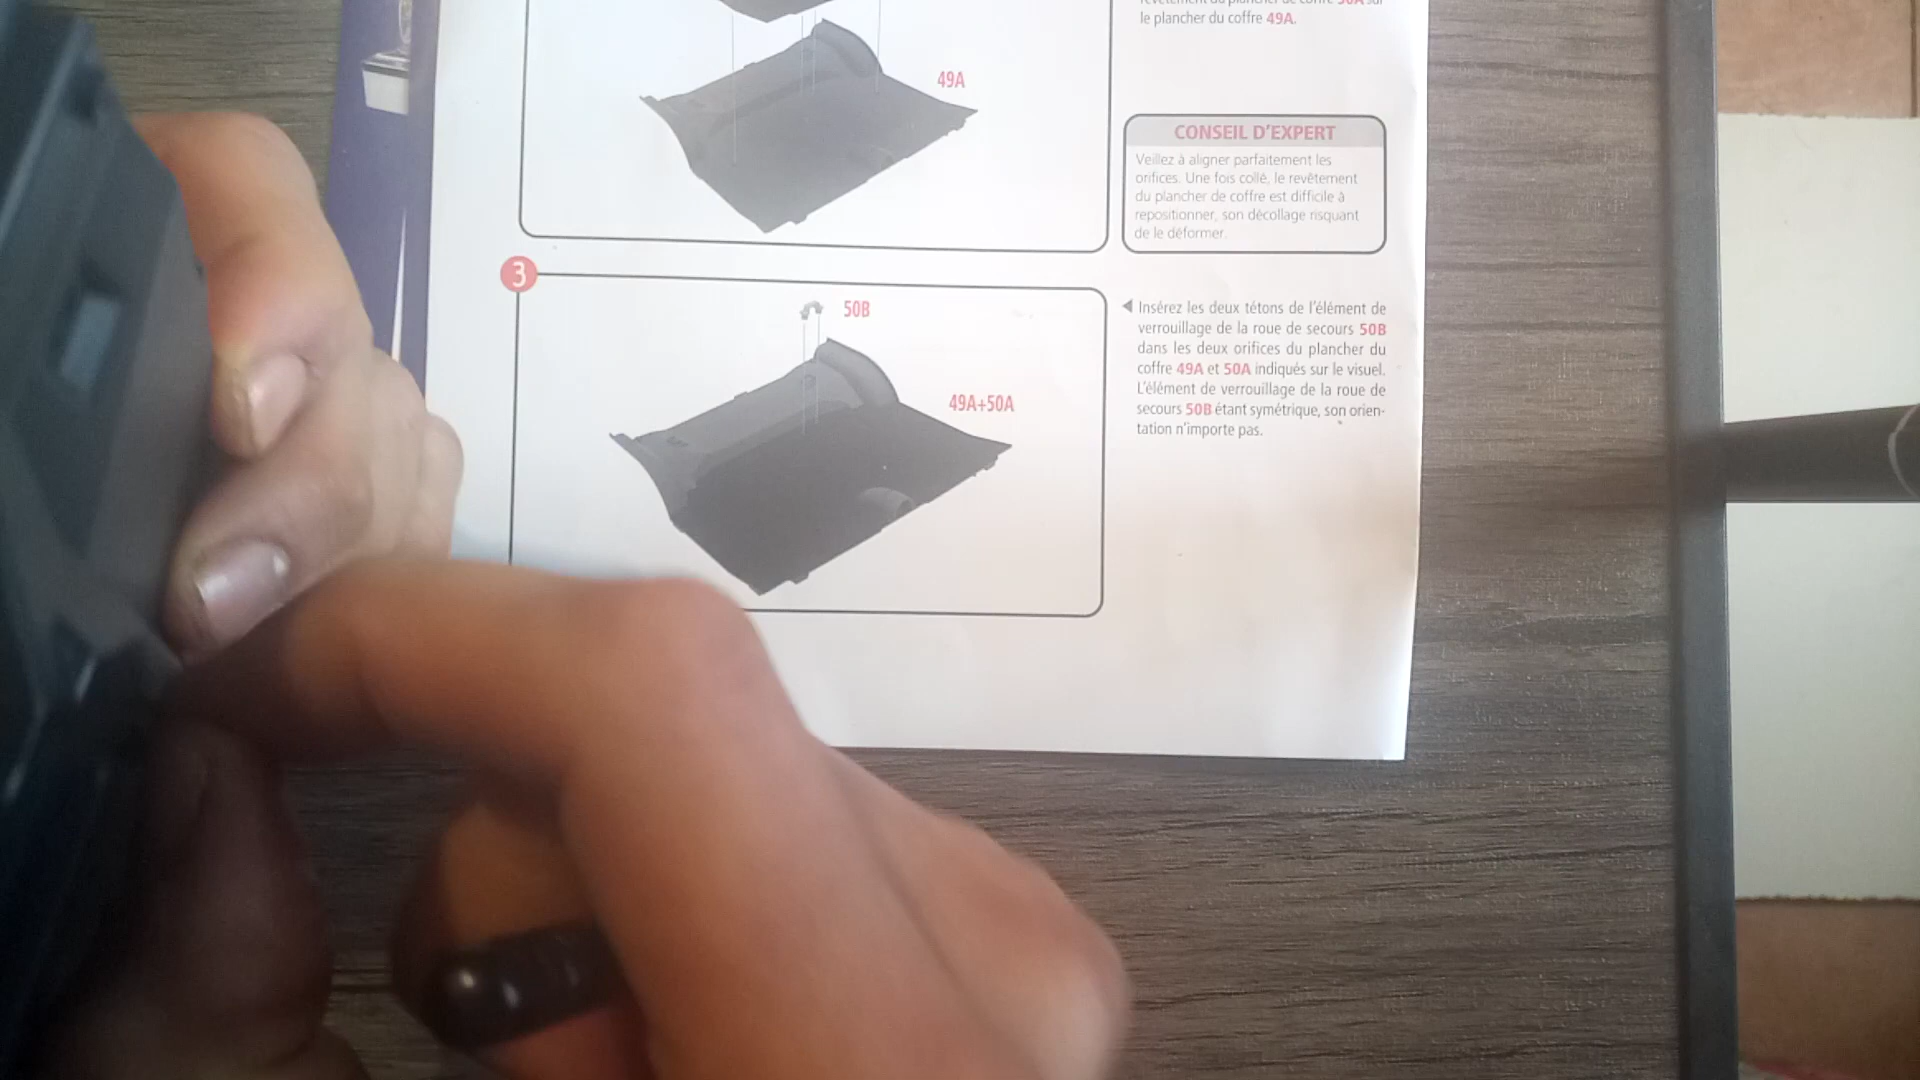 le plancher du coffre 49A.
49A
CONSEIL D'EXPERT
Veillez à aligner parfaitement les
orifices. Une fois collé, le revêtement
du plancher de coffre est difficile à
repositionner, son décollage risquant
de le déformer.
3
50B
49A+50A
Insérez les deux tétons de l'élément de
verrouillage de la roue de secours 50B
dans les deux orifices du plancher du
coffre 49A et 50A indiqués sur le visuel.
L'élément de verrouillage de la roue de
secours 50B étant symétrique, son orien-
tation n'importe pas.